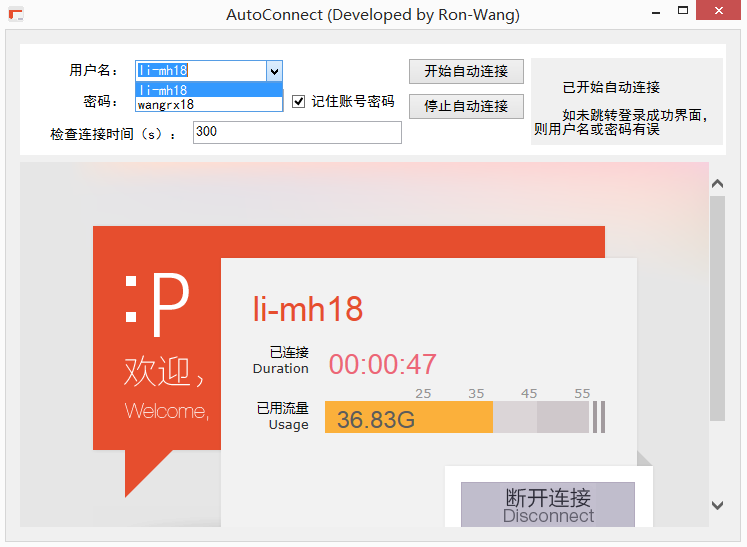 AutoConnect (Developed by Ron-Wang)
用户名： li-mh18
li-mh18
wangrx18
密码： 记住账号密码
检查连接时间（s）： 300
开始自动连接
停止自动连接
已开始自动连接
如未跳转登录成功界面，
则用户名或密码有误
:P
欢迎，
Welcome,
li-mh18
已连接
Duration
00:00:47
25 35 45 55
已用流量
Usage
36.83G
断开连接
Disconnect